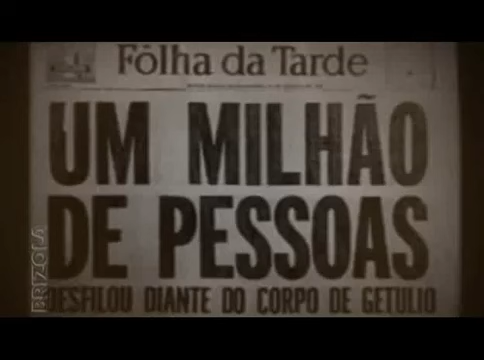 Fôlha da Tarde
UM MILHÃO
DE PESSOAS
DESFILOU DIANTE DO CORPO DE GETULIO
BRIZOLA